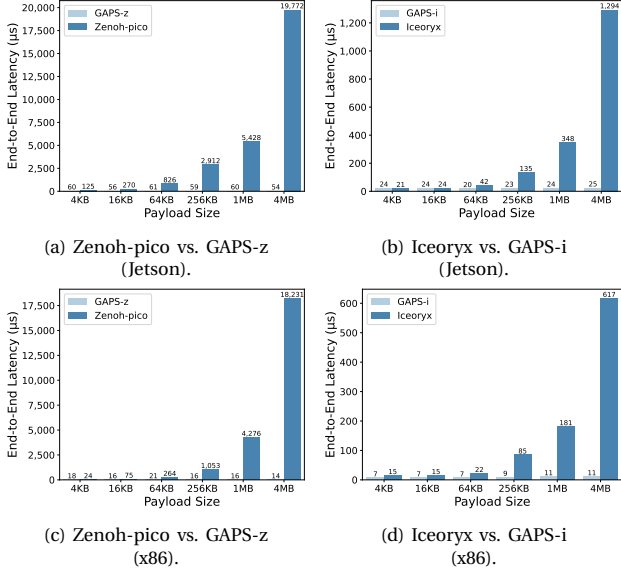 20,000
17,500
15,000
12,500
10,000
7,500
5,000
2,500
0
End-to-End Latency (µs)
GAPS-z
Zenoh-pico
60 125 56 270 61 826 59 2,912 60 5,428 54 19,772
4KB 16KB 64KB 256KB 1MB 4MB
Payload Size
(a) Zenoh-pico vs. GAPS-z
(Jetson).
1,200
1,000
800
600
400
200
0
End-to-End Latency (µs)
GAPS-i
Iceoryx
24 21 24 24 20 42 23 135 24 348 25 1,294
4KB 16KB 64KB 256KB 1MB 4MB
Payload Size
(b) Iceoryx vs. GAPS-i
(Jetson).
17,500
15,000
12,500
10,000
7,500
5,000
2,500
0
End-to-End Latency (µs)
GAPS-z
Zenoh-pico
18 24 16 75 21 264 16 1,053 16 4,276 14 18,231
4KB 16KB 64KB 256KB 1MB 4MB
Payload Size
(c) Zenoh-pico vs. GAPS-z
(x86).
600
500
400
300
200
100
0
End-to-End Latency (µs)
GAPS-i
Iceoryx
7 15 7 15 7 22 9 85 11 181 11 617
4KB 16KB 64KB 256KB 1MB 4MB
Payload Size
(d) Iceoryx vs. GAPS-i
(x86).